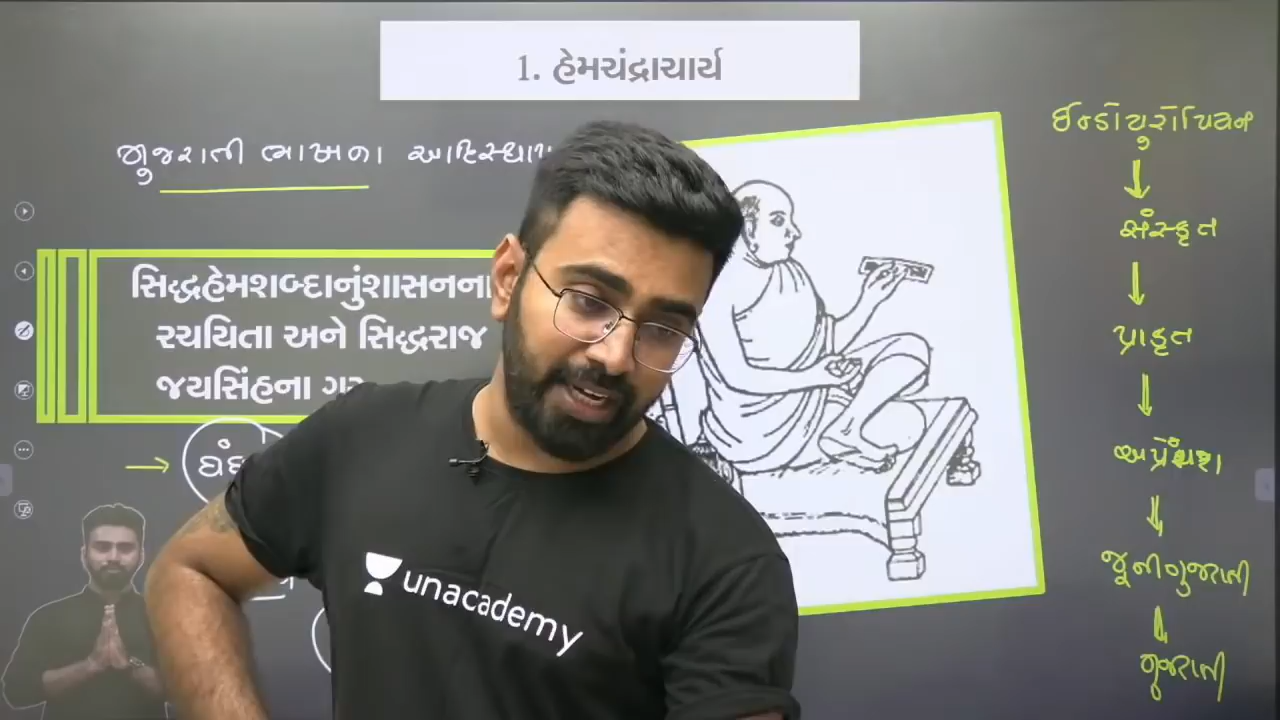 1. હેમચંદ્રાચાર્ય
ગુજરાતી ભાષાના
સિદ્ધહેમશબ્દાનુંશાસનના
રચયિતા અને સિદ્ધરાજ
જયસિંહના
unacademy
ઈન્ડોયુરોપિયન
સંસ્કૃત
પ્રાકૃત
અપભ્રંશ
જૂની ગુજરાતી
ગુજરાતી